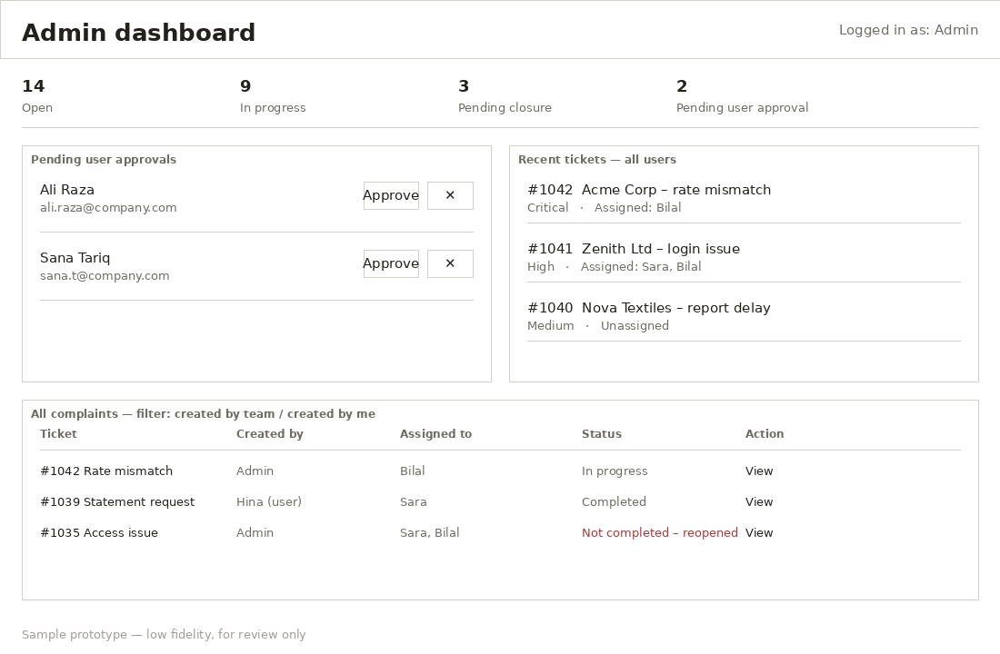 Admin dashboard
Logged in as: Admin
14
Open
9
In progress
3
Pending closure
2
Pending user approval
Pending user approvals
Ali Raza
ali.raza@company.com
Approve ✕
Sana Tariq
sana.t@company.com
Approve ✕
Recent tickets — all users
#1042 Acme Corp – rate mismatch
Critical · Assigned: Bilal
#1041 Zenith Ltd – login issue
High · Assigned: Sara, Bilal
#1040 Nova Textiles – report delay
Medium · Unassigned
All complaints — filter: created by team / created by me
Ticket Created by Assigned to Status Action
#1042 Rate mismatch Admin Bilal In progress View
#1039 Statement request Hina (user) Sara Completed View
#1035 Access issue Admin Sara, Bilal Not completed – reopened View
Sample prototype — low fidelity, for review only